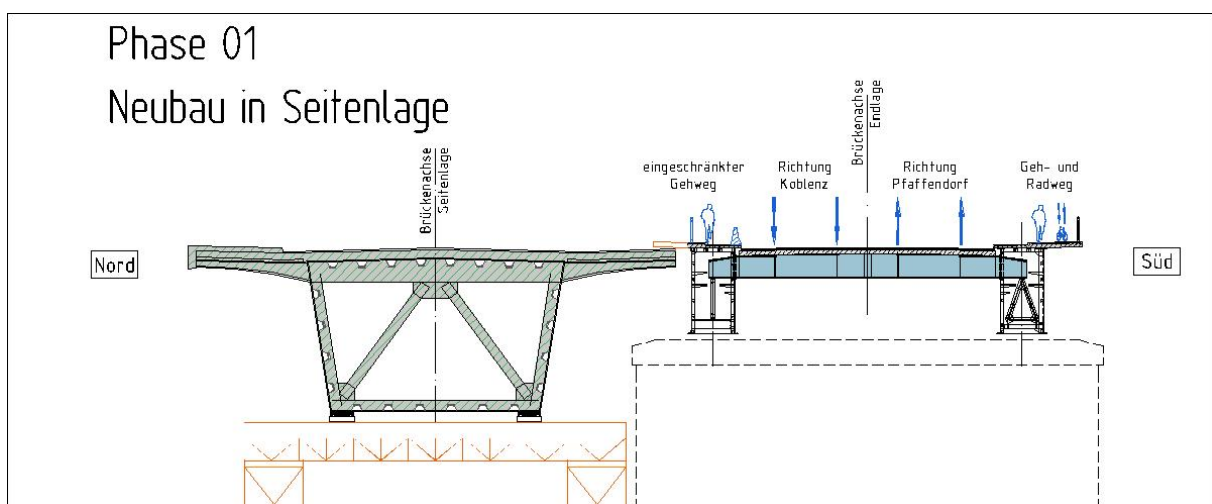 Phase 01
Neubau in Seitenlage
Brückenachse
Seitenlage
Brückenachse
Endlage
eingeschränkter
Gehweg
Richtung
Koblenz
Richtung
Pfaffendorf
Geh- und
Radweg
Nord
Süd